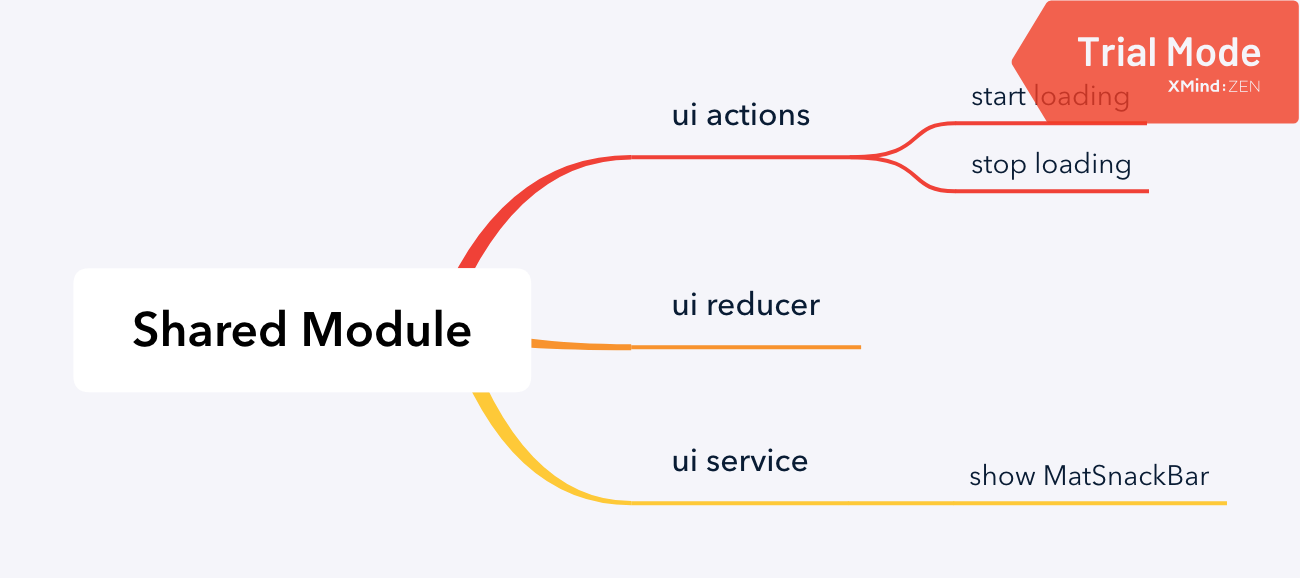 Trial Mode
XMind:ZEN
start loading
ui actions
stop loading
ui reducer
Shared Module
ui service
show MatSnackBar